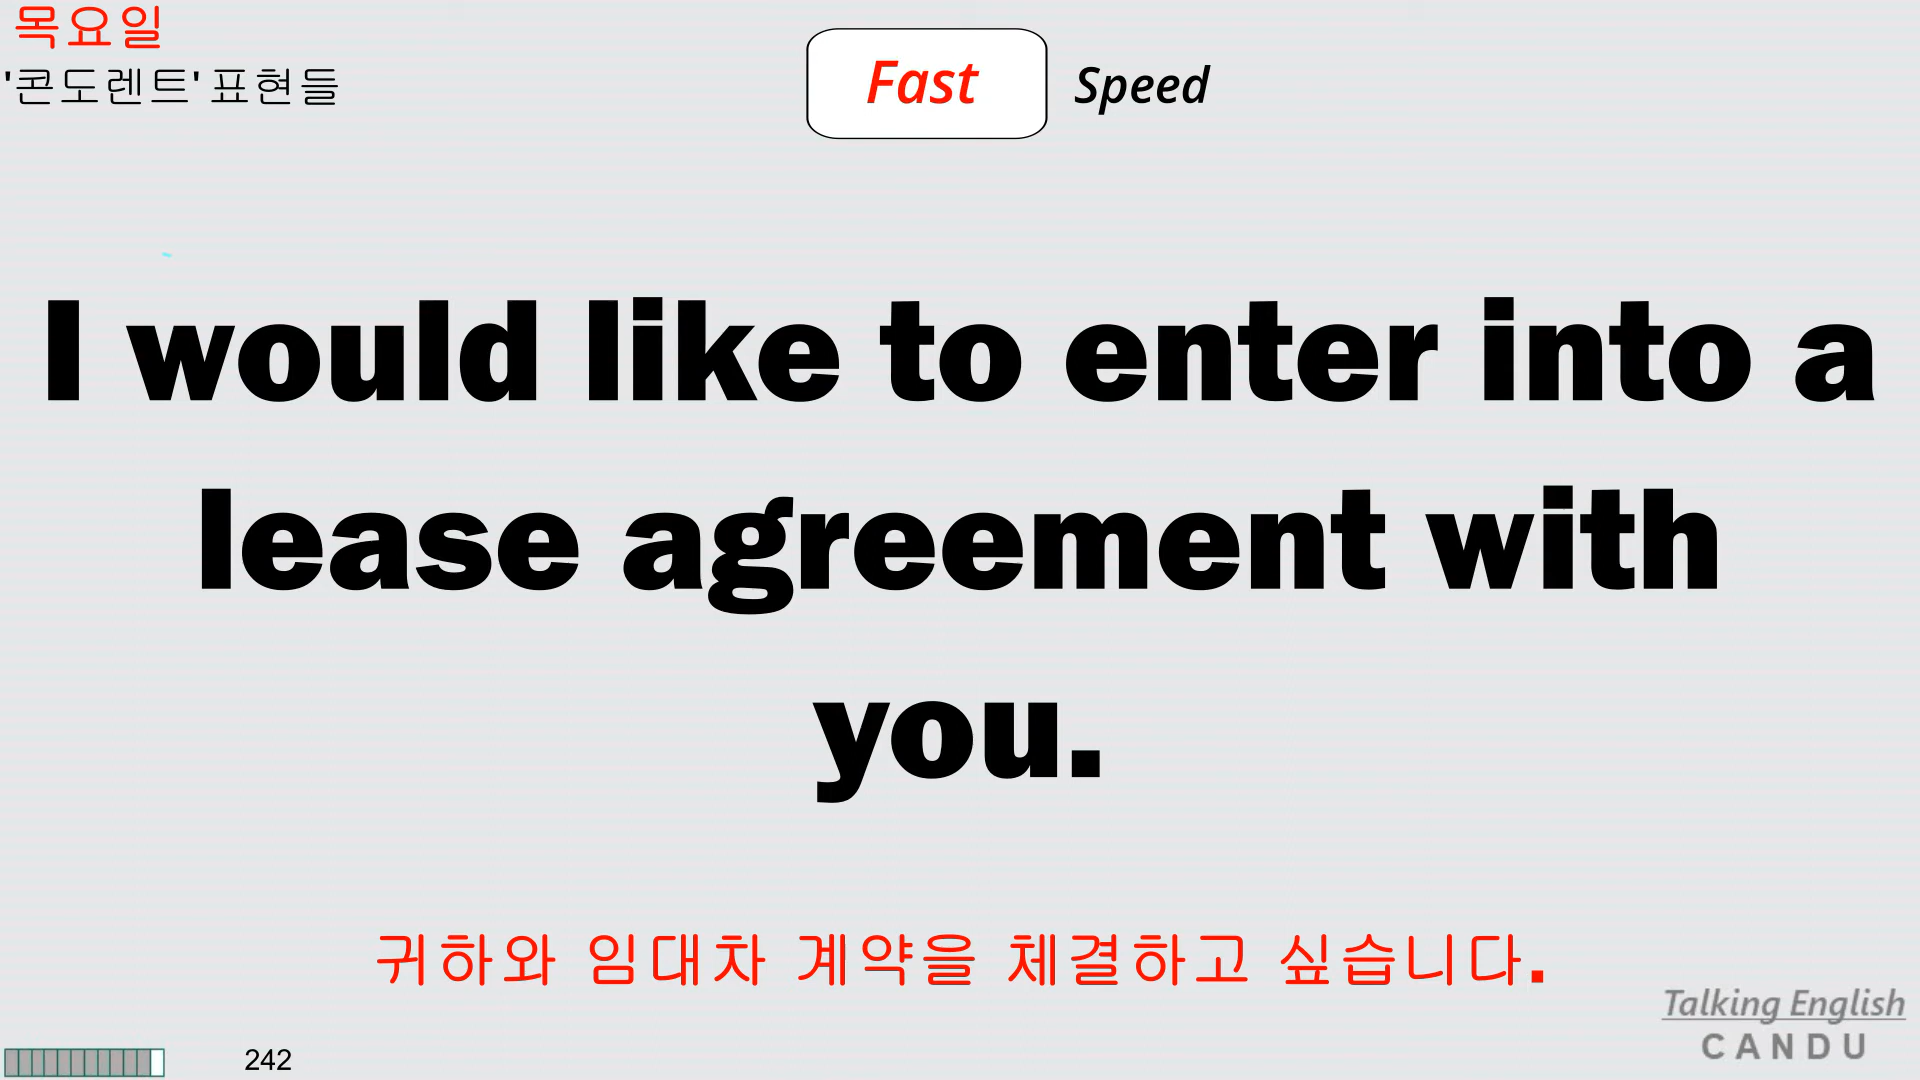 목요일
'콘도렌트' 표현들
Fast Speed
I would like to enter into a
lease agreement with
you.
귀하와 임대차 계약을 체결하고 싶습니다.
Talking English
CANDU
242